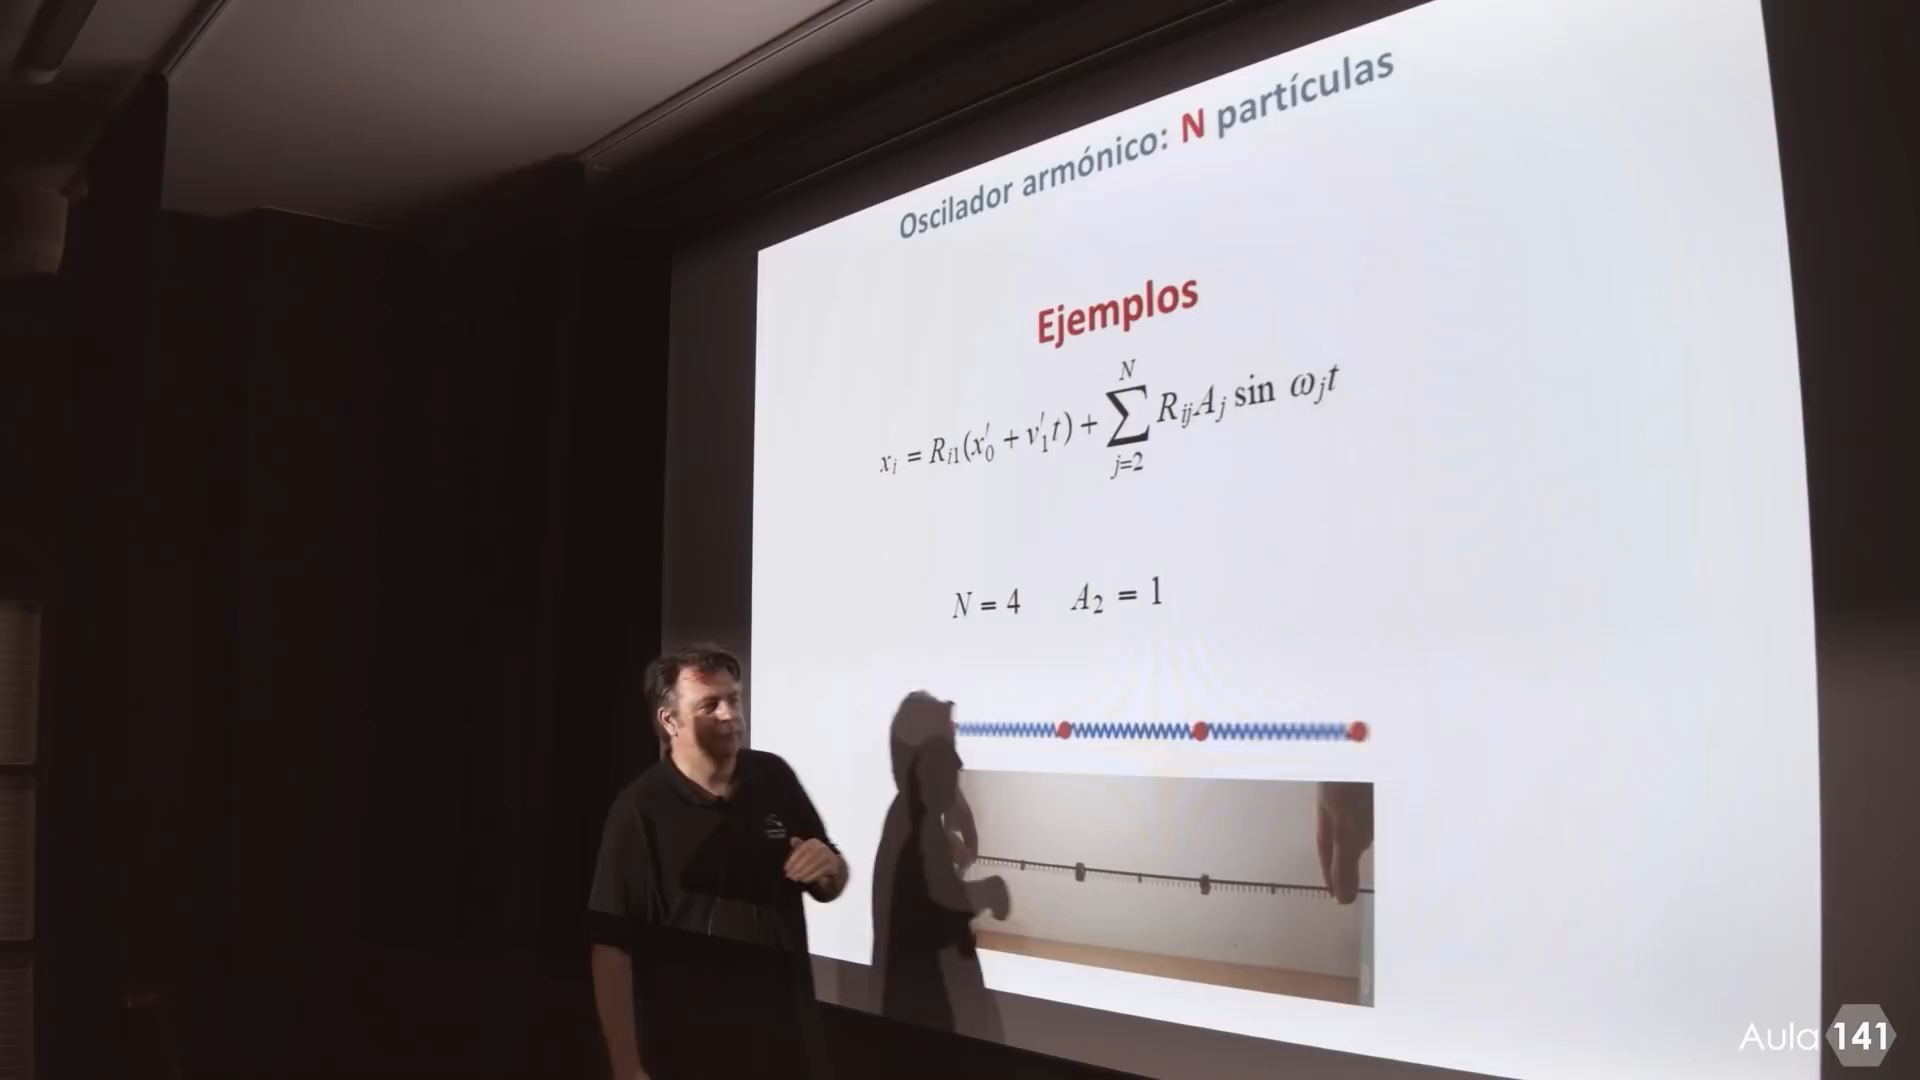 Oscilador armónico: N partículas
Ejemplos
x_i = R_{i1}(x'_0 + v'_1 t) + \sum_{j=2}^{N} R_{ij} A_j sin ω_j t
N = 4 A_2 = 1
Aula 141